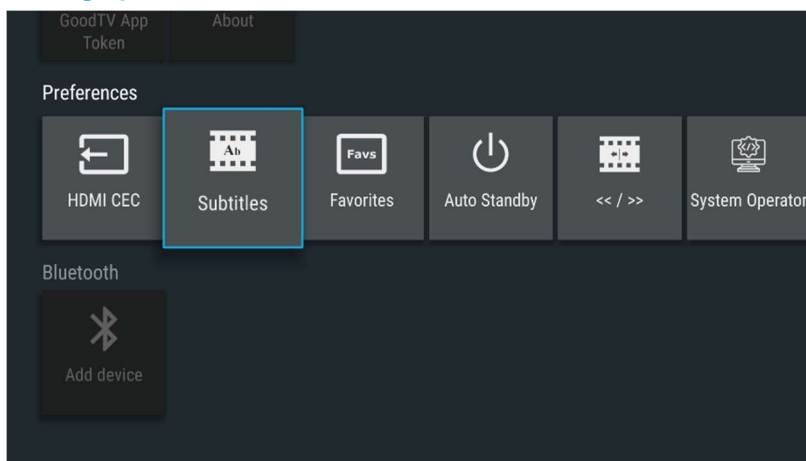 GoodTV App
Token
About
Preferences
HDMI CEC
Ab
Subtitles
Favs
Favorites
Auto Standby
<< / >>
System Operator
Bluetooth
Add device